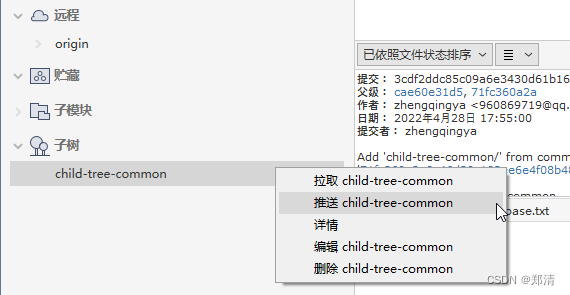 远程
origin
贮藏
子模块
子树
child-tree-common
拉取 child-tree-common
推送 child-tree-common
详情
编辑 child-tree-common
删除 child-tree-common
已依照文件状态排序
提交： 3cdf2ddc85c09a6e3430d61b16
父级： cae60e31d5, 71fc360a2a
作者： zhengqingya <960869719@qq.
日期： 2022年4月28日 17:55:00
提交者： zhengqingya
Add 'child-tree-common/' from comm
base.txt
CSDN @郑清